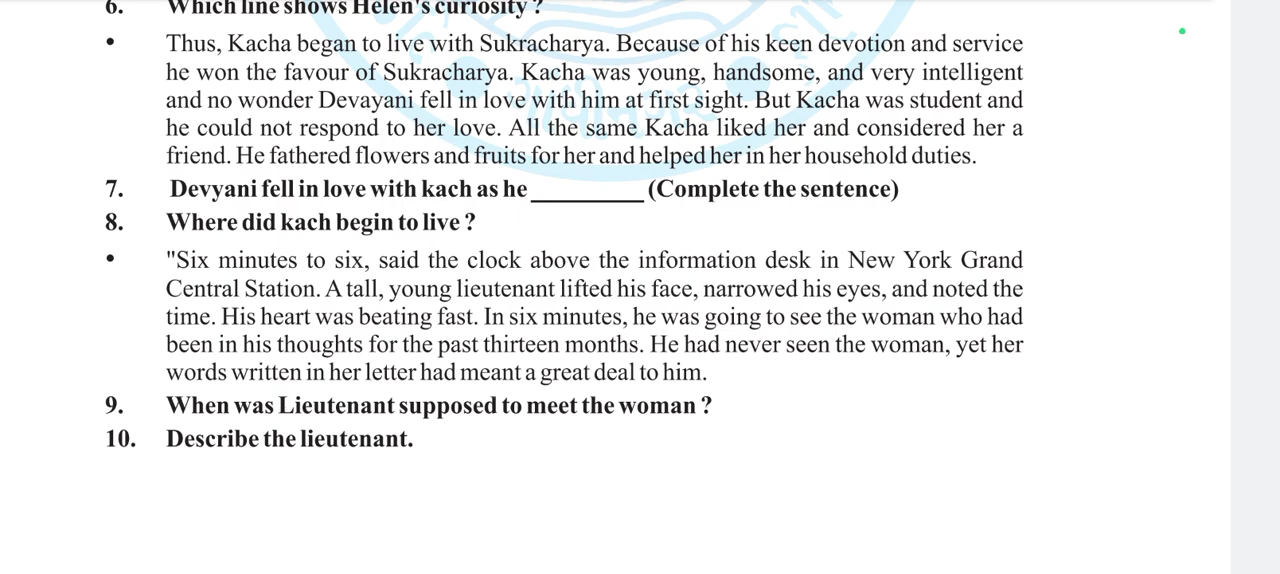 6. Which line shows Helen's curiosity ?
• Thus, Kacha began to live with Sukracharya. Because of his keen devotion and service
he won the favour of Sukracharya. Kacha was young, handsome, and very intelligent
and no wonder Devayani fell in love with him at first sight. But Kacha was student and
he could not respond to her love. All the same Kacha liked her and considered her a
friend. He fathered flowers and fruits for her and helped her in her household duties.
7. Devyani fell in love with kach as he _________ (Complete the sentence)
8. Where did kach begin to live ?
• "Six minutes to six, said the clock above the information desk in New York Grand
Central Station. A tall, young lieutenant lifted his face, narrowed his eyes, and noted the
time. His heart was beating fast. In six minutes, he was going to see the woman who had
been in his thoughts for the past thirteen months. He had never seen the woman, yet her
words written in her letter had meant a great deal to him.
9. When was Lieutenant supposed to meet the woman ?
10. Describe the lieutenant.